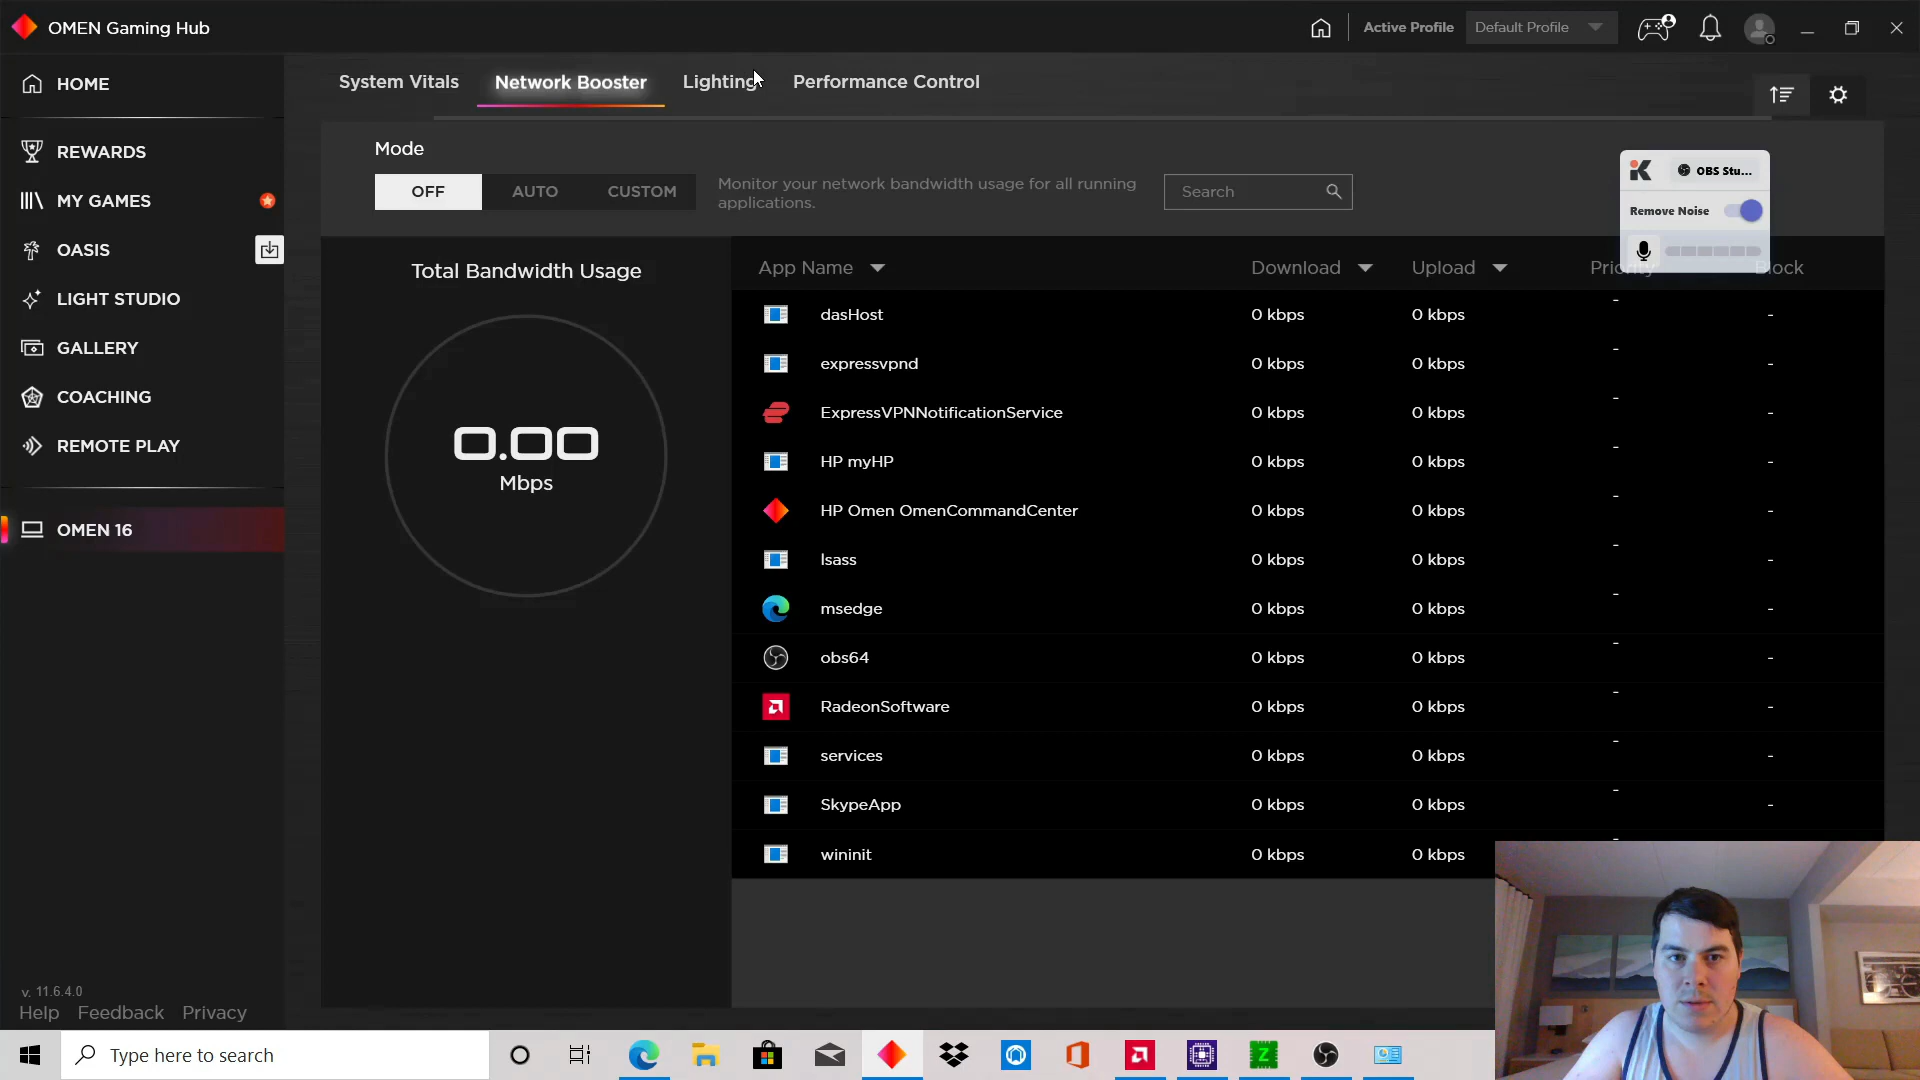 OMEN Gaming Hub
Active Profile
Default Profile
HOME
REWARDS
MY GAMES
OASIS
LIGHT STUDIO
GALLERY
COACHING
REMOTE PLAY
OMEN 16
v. 11.6.4.0
Help Feedback Privacy
System Vitals Network Booster Lighting Performance Control
Mode
OFF AUTO CUSTOM
Monitor your network bandwidth usage for all running
applications.
Search
OBS Stu...
Remove Noise
Total Bandwidth Usage
0.00
Mbps
App Name Download Upload Priority Block
dasHost 0 kbps 0 kbps - -
expressvpnd 0 kbps 0 kbps - -
ExpressVPNNotificationService 0 kbps 0 kbps - -
HP myHP 0 kbps 0 kbps - -
HP Omen OmenCommandCenter 0 kbps 0 kbps - -
lsass 0 kbps 0 kbps - -
msedge 0 kbps 0 kbps - -
obs64 0 kbps 0 kbps - -
RadeonSoftware 0 kbps 0 kbps - -
services 0 kbps 0 kbps - -
SkypeApp 0 kbps 0 kbps - -
wininit 0 kbps 0 kbps -
Type here to search